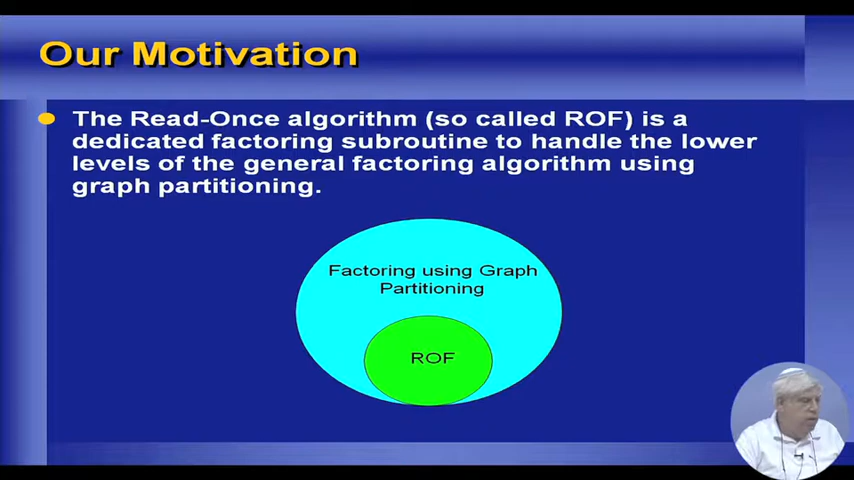 Our Motivation
The Read-Once algorithm (so called ROF) is a
dedicated factoring subroutine to handle the lower
levels of the general factoring algorithm using
graph partitioning.
Factoring using Graph
Partitioning
ROF